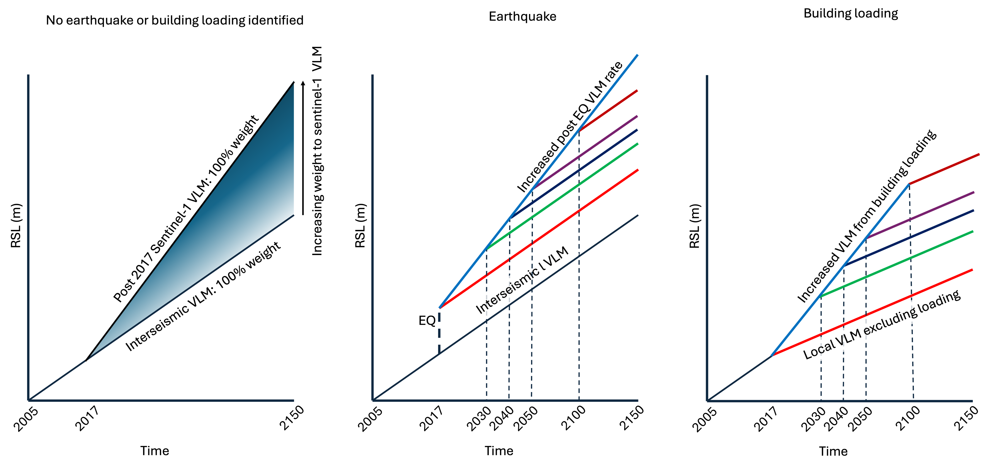 No earthquake or building loading identified
RSL (m)
Post 2017 Sentinel-1 VLM: 100% weight
Interseismic VLM: 100% weight
Increasing weight to sentinel-1 VLM
2005
2017
2150
Time
Earthquake
RSL (m)
EQ
Increased post EQ VLM rate
Interseismic l VLM
2005
2017
2030
2040
2050
2100
2150
Time
Building loading
RSL (m)
Increased VLM from building loading
Local VLM excluding loading
2005
2017
2030
2040
2050
2100
2150
Time